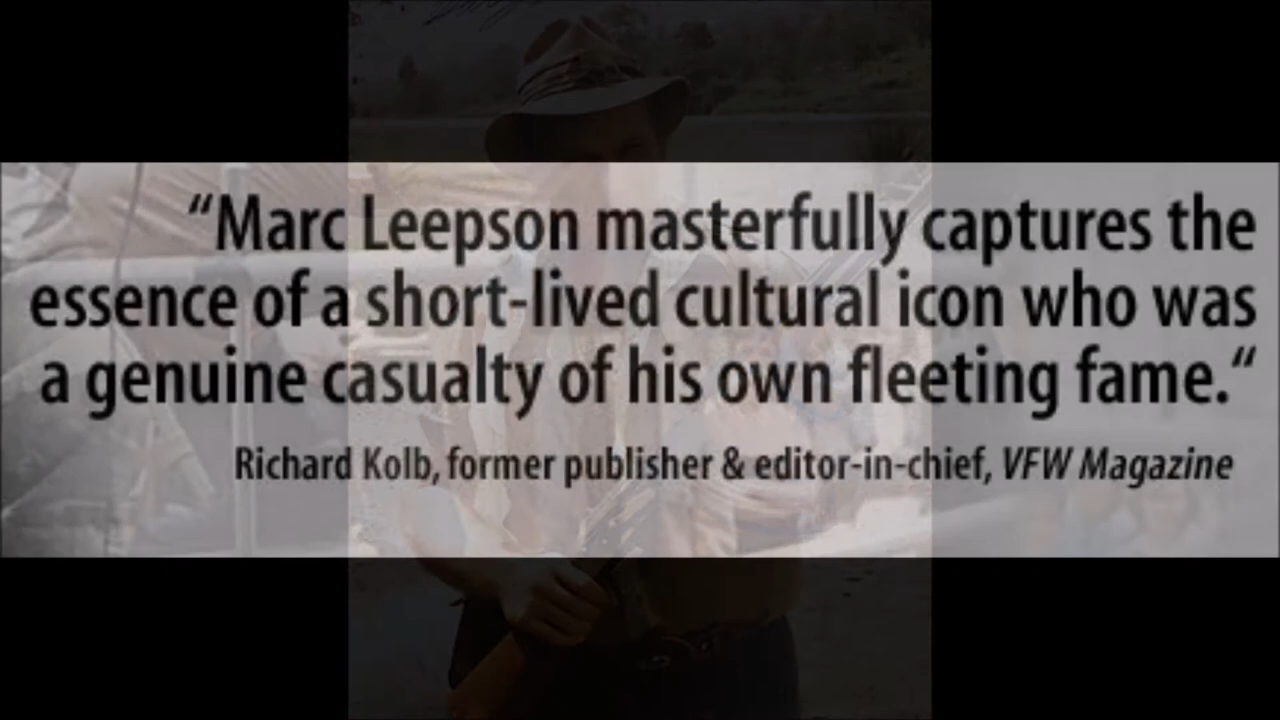 “Marc Leepson masterfully captures the
essence of a short-lived cultural icon who was
a genuine casualty of his own fleeting fame.“
Richard Kolb, former publisher & editor-in-chief, VFW Magazine